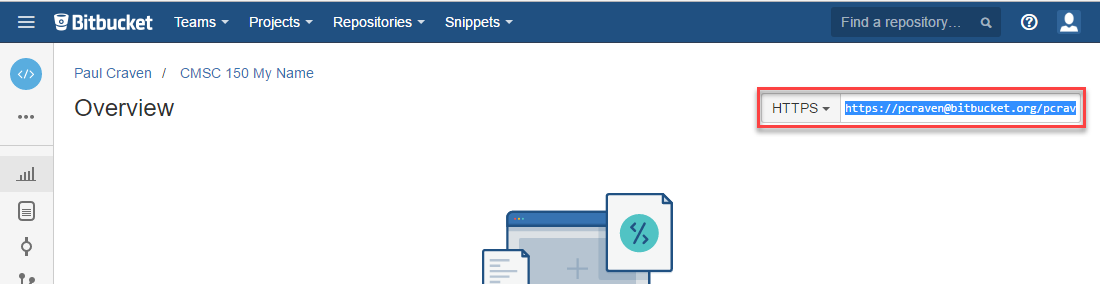 Bitbucket Teams Projects Repositories Snippets Find a repository…
Paul Craven / CMSC 150 My Name
Overview
HTTPS https://pcraven@bitbucket.org/pcrav